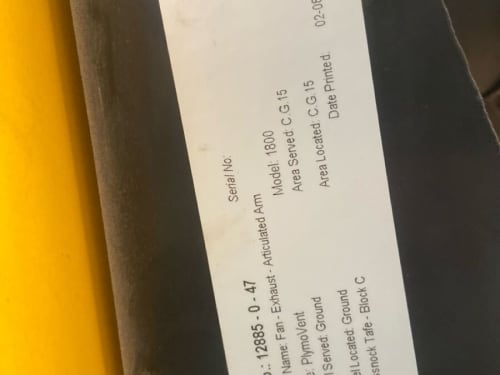 .: 12885 - 0 - 47
Serial No:
Name: Fan - Exhaust - Articulated Arm
: PlymoVent
Model: 1800
Served: Ground
Area Served: C.G.15
Located: Ground
Area Located: C.G.15
snock Tafe - Block C
Date Printed: